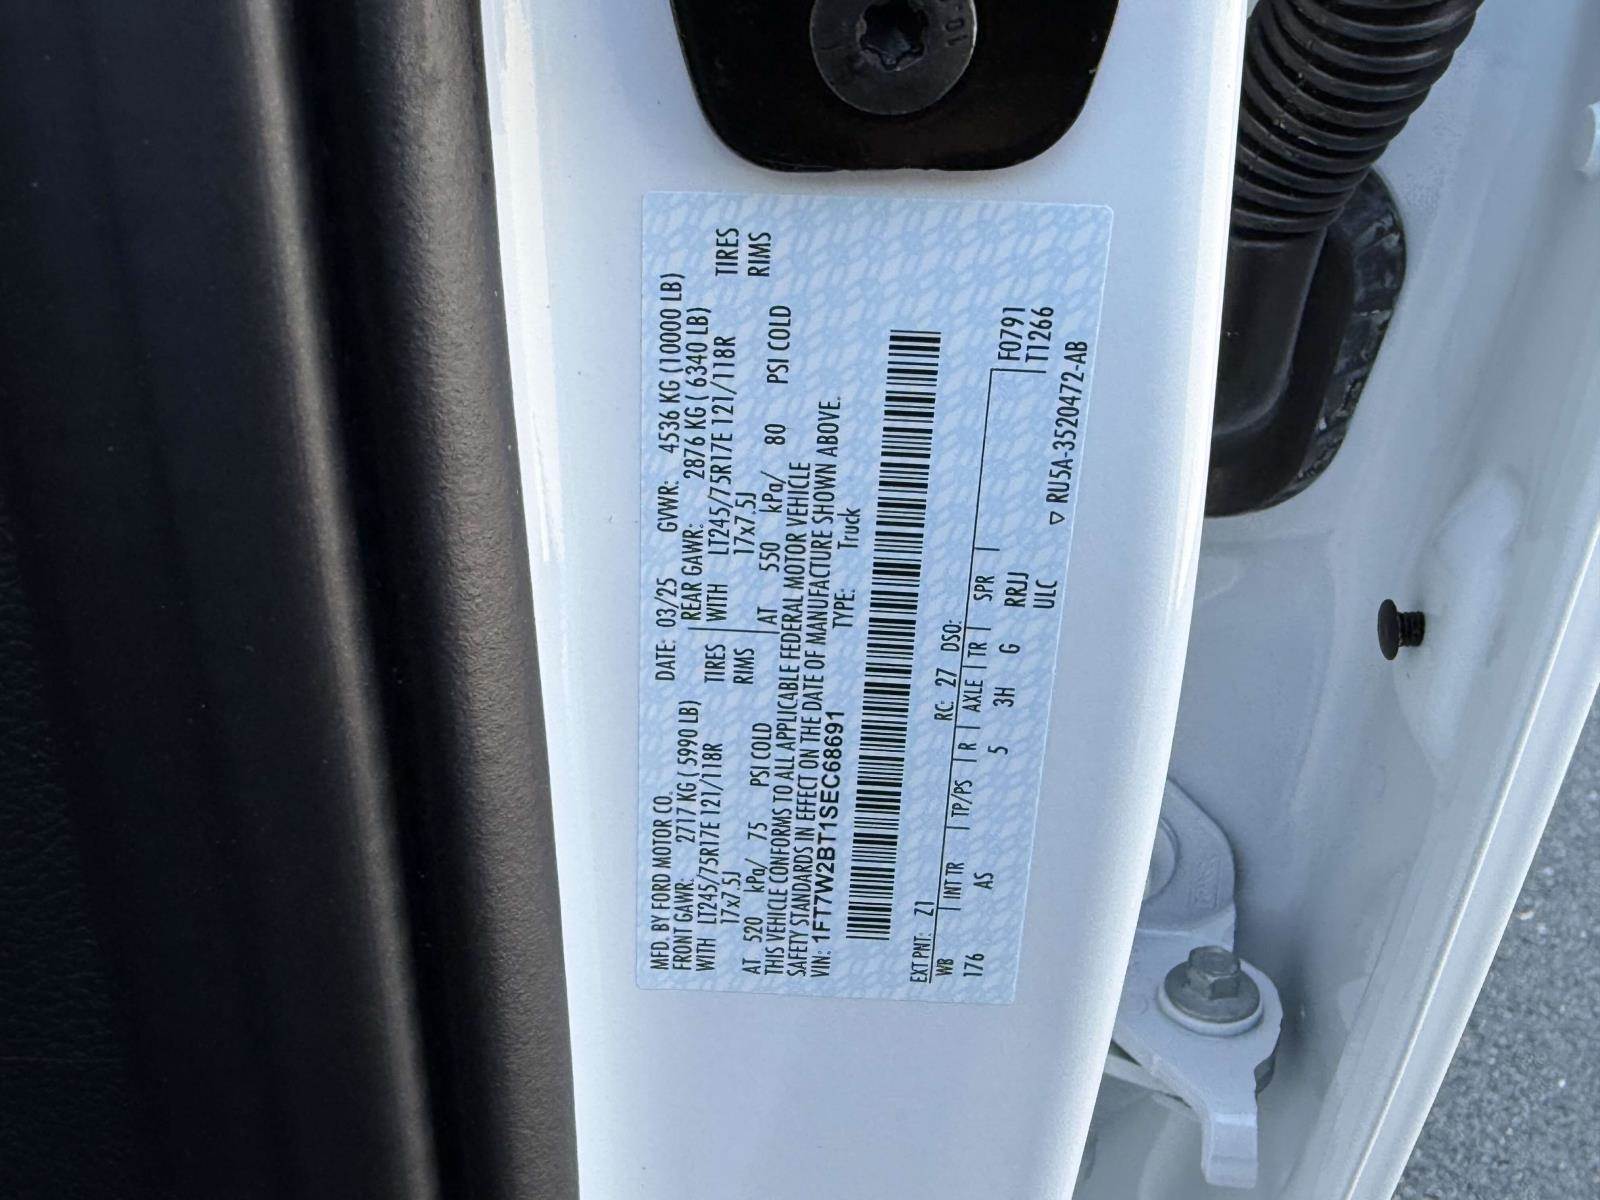 MFD. BY FORD MOTOR CO. DATE: 03/25 GVWR: 4536 KG (10000 LB)
FRONT GAWR: 2717 KG ( 5990 LB) REAR GAWR: 2876 KG ( 6340 LB)
WITH LT245/75R17E 121/118R TIRES WITH LT245/75R17E 121/118R TIRES
17x7.5J RIMS 17x7.5J RIMS
AT 520 kPa/ 75 PSI COLD AT 550 kPa/ 80 PSI COLD
THIS VEHICLE CONFORMS TO ALL APPLICABLE FEDERAL MOTOR VEHICLE
SAFETY STANDARDS IN EFFECT ON THE DATE OF MANUFACTURE SHOWN ABOVE.
VIN: 1FT7W2BT1SEC68691 TYPE: Truck
EXT PNT: Z1 RC: 27 DSO: F0791
WB INT TR TP/PS R AXLE TR SPR T1266
176 AS 5 3H G RRJJ
ULC ▽ RU5A-3520472-AB